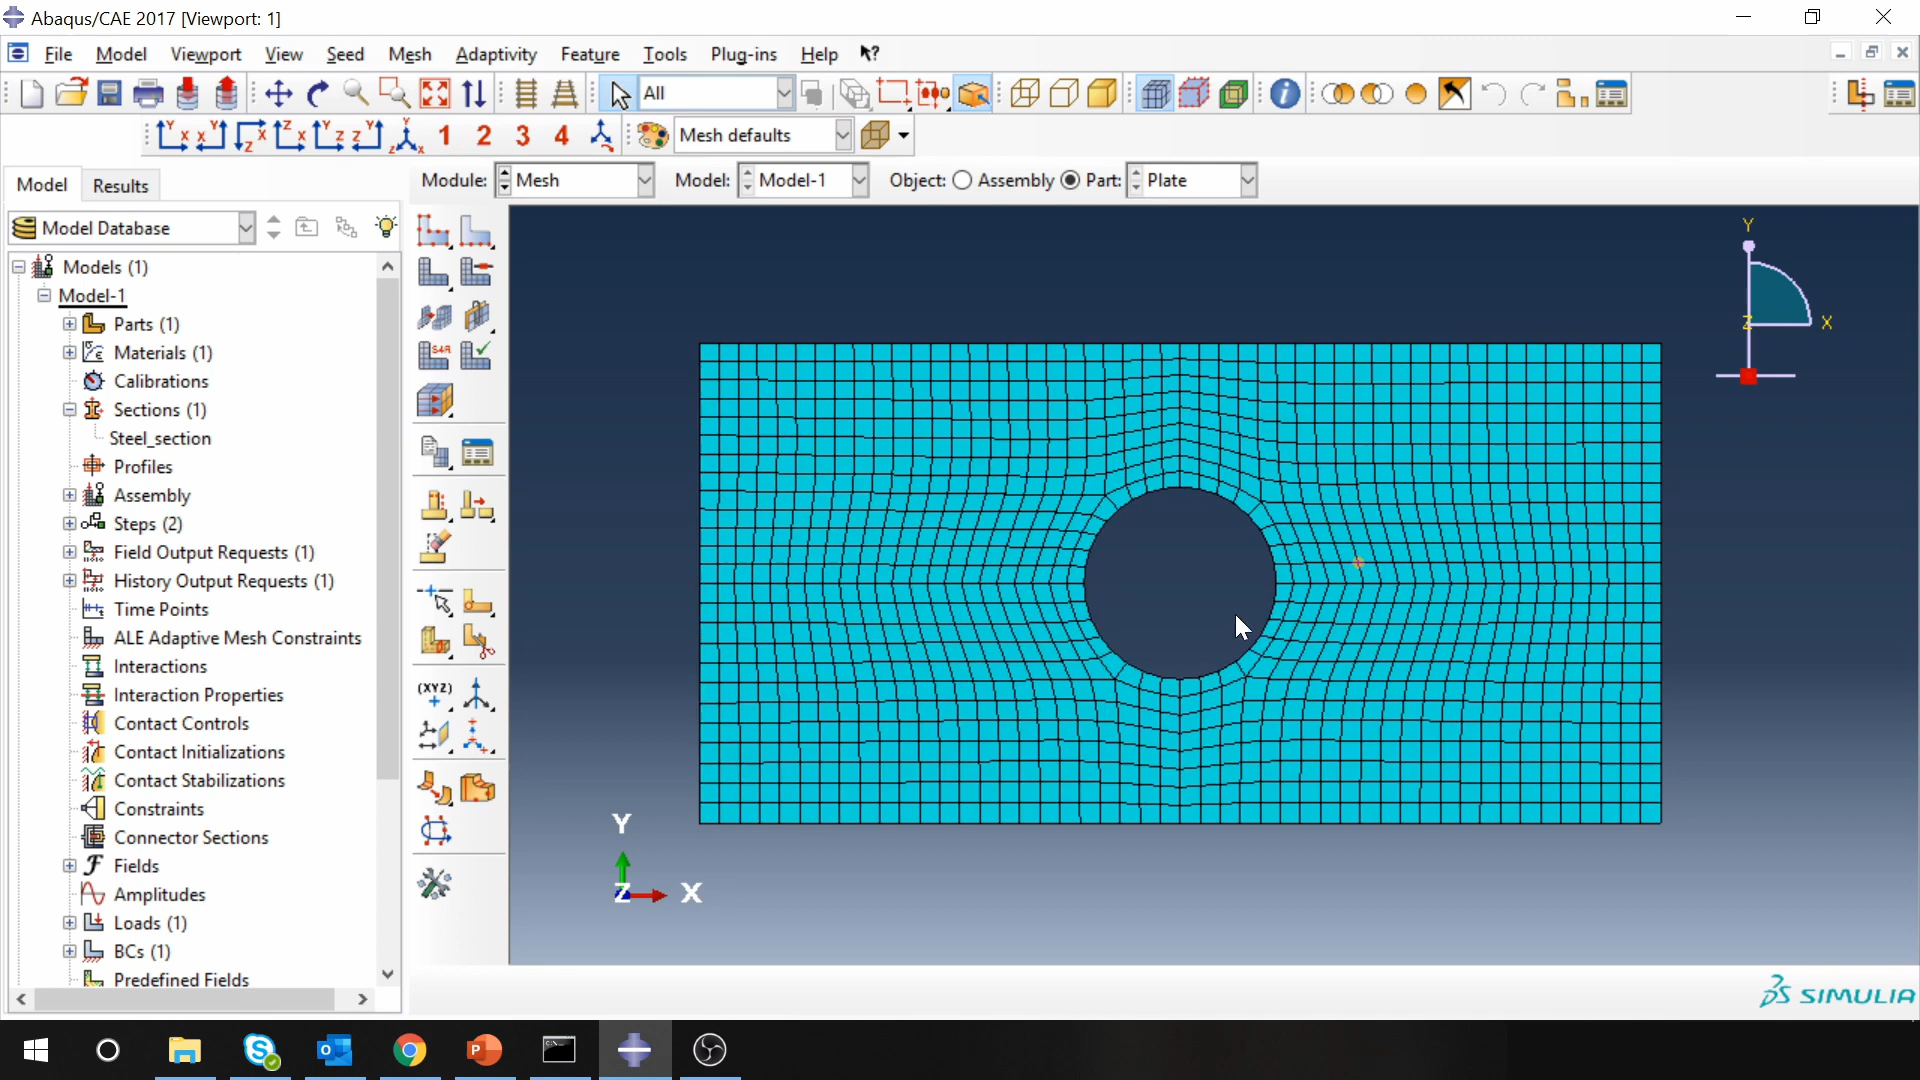 Abaqus/CAE 2017 [Viewport: 1]
File Model Viewport View Seed Mesh Adaptivity Feature Tools Plug-ins Help
All
1 2 3 4 Mesh defaults
Model Results
Module: Mesh Model: Model-1 Object: Assembly Part: Plate
Model Database
Models (1)
Model-1
Parts (1)
Materials (1)
Calibrations
Sections (1)
Steel_section
Profiles
Assembly
Steps (2)
Field Output Requests (1)
History Output Requests (1)
Time Points
ALE Adaptive Mesh Constraints
Interactions
Interaction Properties
Contact Controls
Contact Initializations
Contact Stabilizations
Constraints
Connector Sections
Fields
Amplitudes
Loads (1)
BCs (1)
Predefined Fields
S4R
(XYZ)
Y
Z X
Y
Z X
SIMULIA